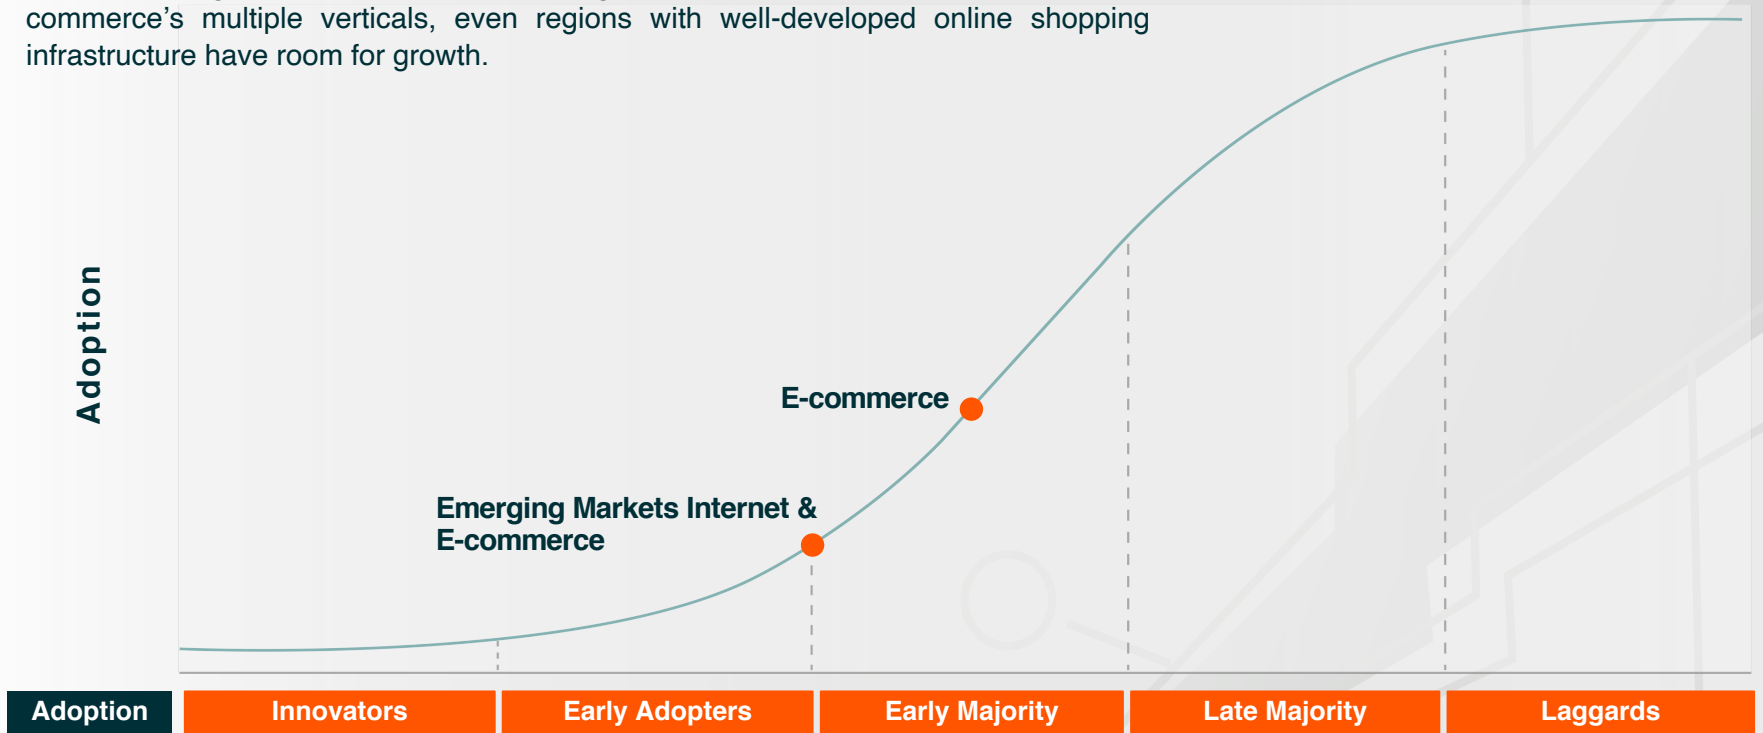 commerce’s multiple verticals, even regions with well-developed online shopping
infrastructure have room for growth.
Adoption
E-commerce
Emerging Markets Internet &
E-commerce
Adoption
Innovators
Early Adopters
Early Majority
Late Majority
Laggards